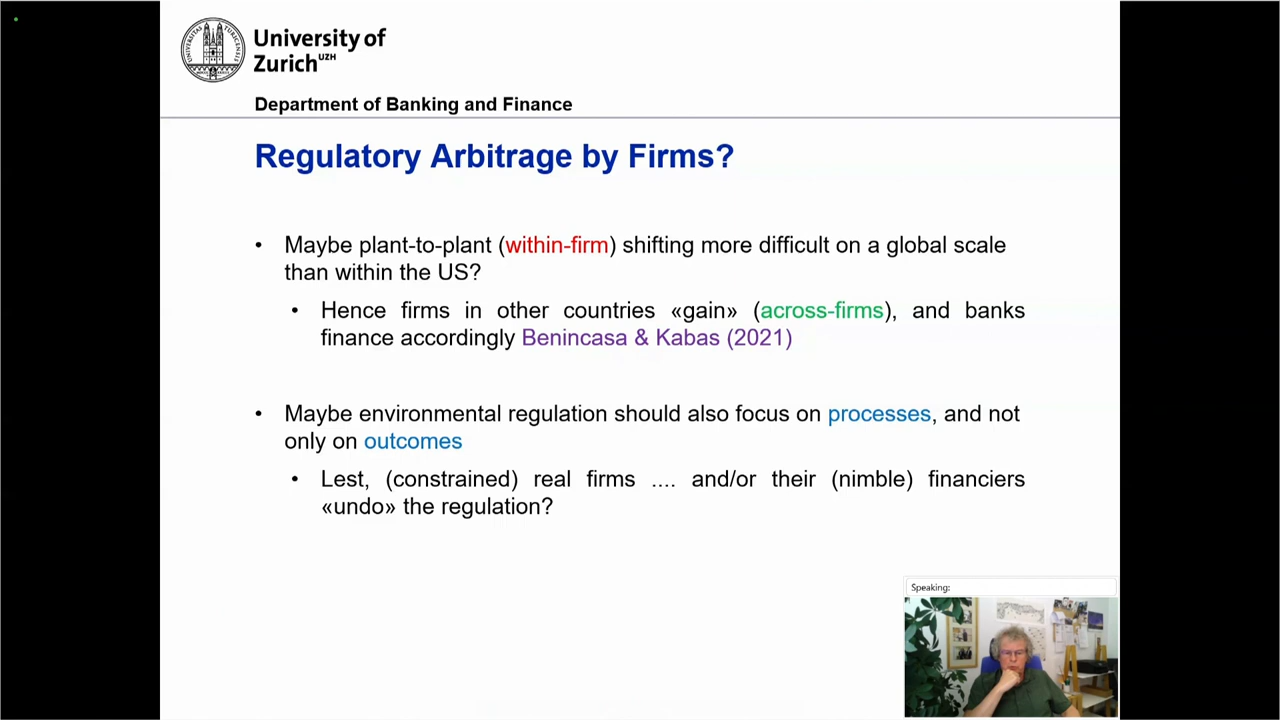 University of
Zurich UZH
Department of Banking and Finance
Regulatory Arbitrage by Firms?
• Maybe plant-to-plant (within-firm) shifting more difficult on a global scale
than within the US?
• Hence firms in other countries «gain» (across-firms), and banks
finance accordingly Benincasa & Kabas (2021)
• Maybe environmental regulation should also focus on processes, and not
only on outcomes
• Lest, (constrained) real firms .... and/or their (nimble) financiers
«undo» the regulation?
Speaking: